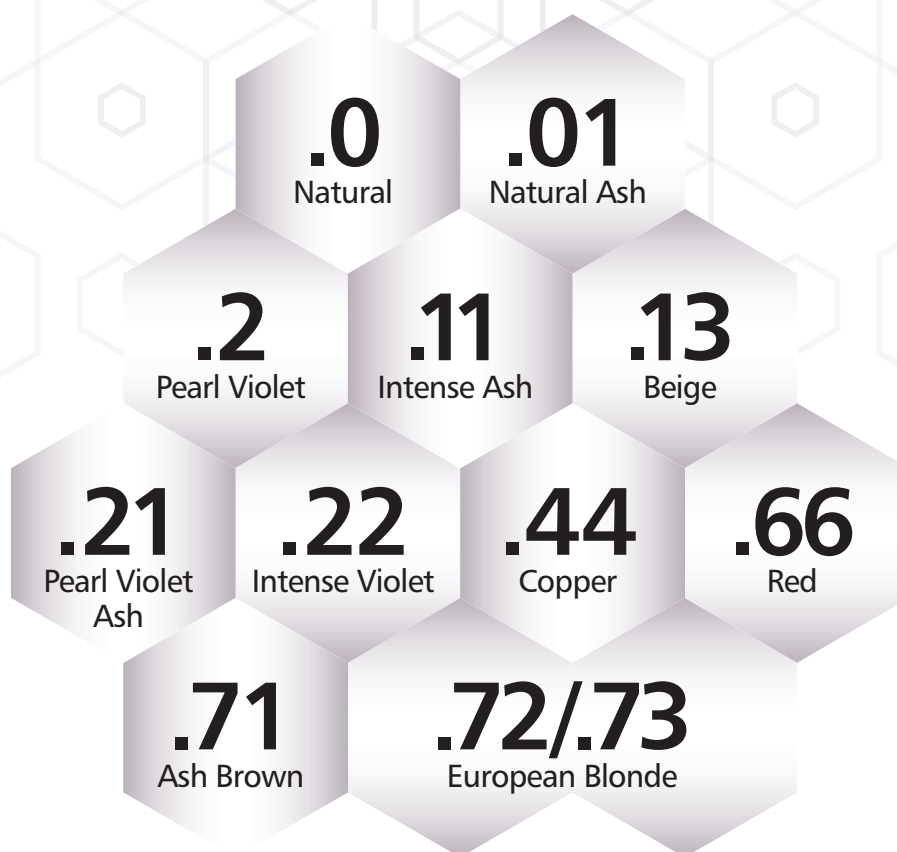 .0
Natural
.01
Natural Ash
.2
Pearl Violet
.11
Intense Ash
.13
Beige
.21
Pearl Violet
Ash
.22
Intense Violet
.44
Copper
.66
Red
.71
Ash Brown
.72/.73
European Blonde